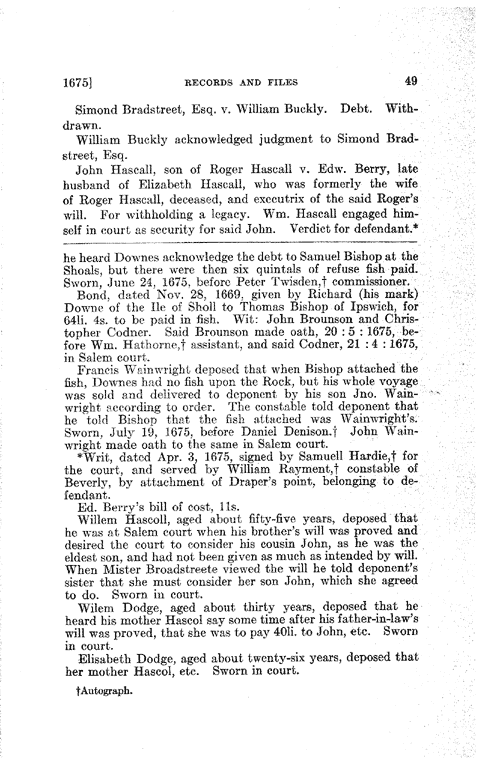 1675] RECORDS AND FILES 49
Simond Bradstreet, Esq. v. William Buckly. Debt. With-
drawn.
William Buckly acknowledged judgment to Simond Brad-
street, Esq.
John Hascall, son of Roger Hascall v. Edw. Berry, late
husband of Elizabeth Hascall, who was formerly the wife
of Roger Hascall, deceased, and executrix of the said Roger's
will. For withholding a legacy. Wm. Hascall engaged him-
self in court as security for said John. Verdict for defendant.*
he heard Downes acknowledge the debt to Samuel Bishop at the
Shoals, but there were then six quintals of refuse fish paid.
Sworn, June 24, 1675, before Peter Twisden,† commissioner.
Bond, dated Nov. 28, 1669, given by Richard (his mark)
Downe of the Ile of Sholl to Thomas Bishop of Ipswich, for
64li. 4s. to be paid in fish. Wit: John Brounson and Chris-
topher Codner. Said Brounson made oath, 20 : 5 : 1675, be-
fore Wm. Hathorne,† assistant, and said Codner, 21 : 4 : 1675,
in Salem court.
Francis Wainwright deposed that when Bishop attached the
fish, Downes had no fish upon the Rock, but his whole voyage
was sold and delivered to deponent by his son Jno. Wain-
wright according to order. The constable told deponent that
he told Bishop that the fish attached was Wainwright's.
Sworn, July 19, 1675, before Daniel Denison.† John Wain-
wright made oath to the same in Salem court.
*Writ, dated Apr. 3, 1675, signed by Samuell Hardie,† for
the court, and served by William Rayment,† constable of
Beverly, by attachment of Draper's point, belonging to de-
fendant.
Ed. Berry's bill of cost, 11s.
Willem Hascoll, aged about fifty-five years, deposed that
he was at Salem court when his brother's will was proved and
desired the court to consider his cousin John, as he was the
eldest son, and had not been given as much as intended by will.
When Mister Broadstreete viewed the will he told deponent's
sister that she must consider her son John, which she agreed
to do. Sworn in court.
Wilem Dodge, aged about thirty years, deposed that he
heard his mother Hascol say some time after his father-in-law's
will was proved, that she was to pay 40li. to John, etc. Sworn
in court.
Elisabeth Dodge, aged about twenty-six years, deposed that
her mother Hascol, etc. Sworn in court.
†Autograph.